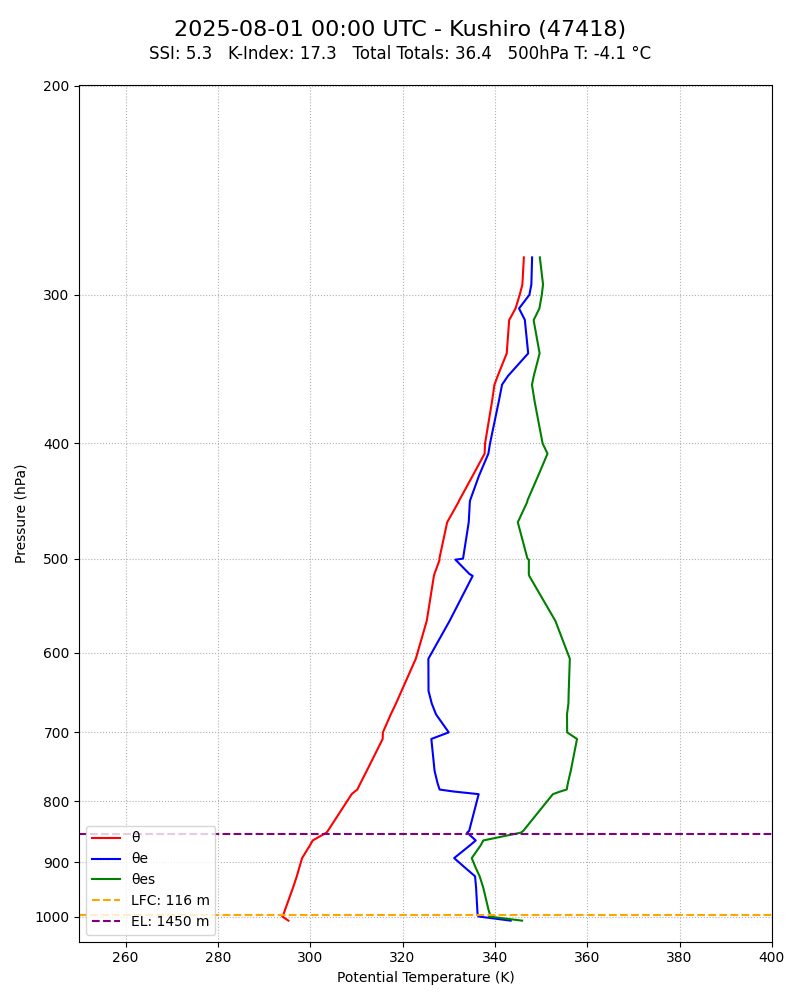 2025-08-01 00:00 UTC - Kushiro (47418)
SSI: 5.3   K-Index: 17.3   Total Totals: 36.4   500hPa T: -4.1 °C
200
300
400
500
600
700
800
900
1000
Pressure (hPa)
θ
θe
θes
LFC: 116 m
EL: 1450 m
260 280 300 320 340 360 380 400
Potential Temperature (K)